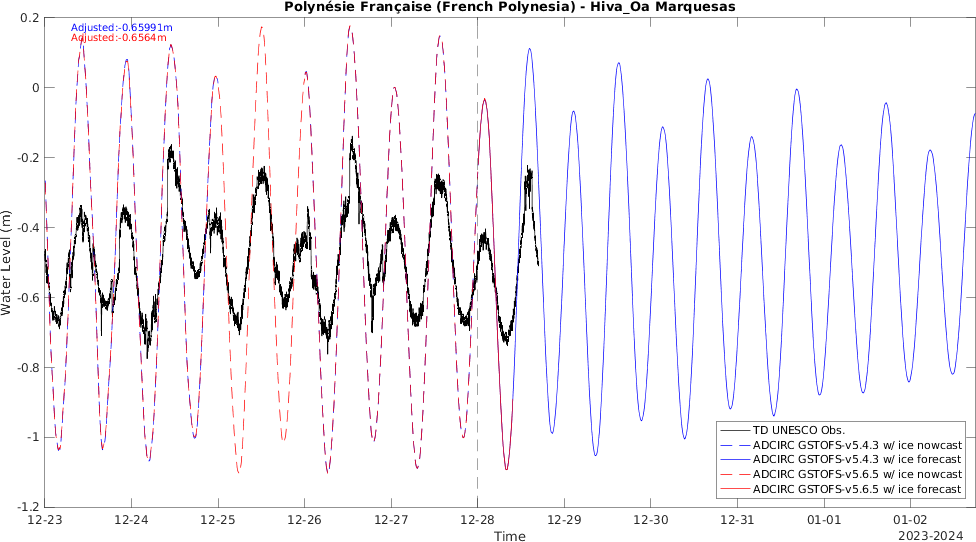 Polynésie Française (French Polynesia) - Hiva_Oa Marquesas
Adjusted:-0.65991m
Adjusted:-0.6564m
0.2
0
-0.2
-0.4
-0.6
-0.8
-1
-1.2
Water Level (m)
TD UNESCO Obs.
ADCIRC GSTOFS-v5.4.3 w/ ice nowcast
ADCIRC GSTOFS-v5.4.3 w/ ice forecast
ADCIRC GSTOFS-v5.6.5 w/ ice nowcast
ADCIRC GSTOFS-v5.6.5 w/ ice forecast
12-23 12-24 12-25 12-26 12-27 12-28 12-29 12-30 12-31 01-01 01-02
Time
2023-2024